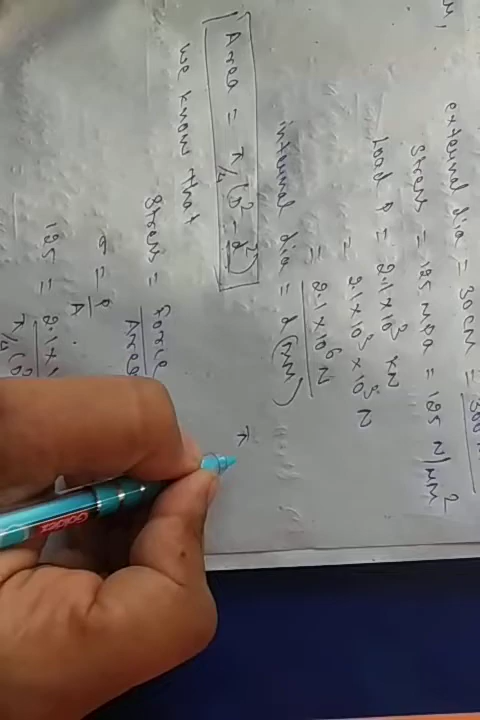 m,
external dia = 30 cm = 300
Stress = 125 MPa = 125 N/mm²
Load P = 2.1 × 10³ kN
= 2.1 × 10³ × 10³ N
= 2.1 × 10⁶ N
internal dia = d (mm)
Area = π/4 (D² - d²)
π
we know that
Stress = Force / Area
σ = P/A
125 = 2.1 × 1 / π/4 (D²
Goldex